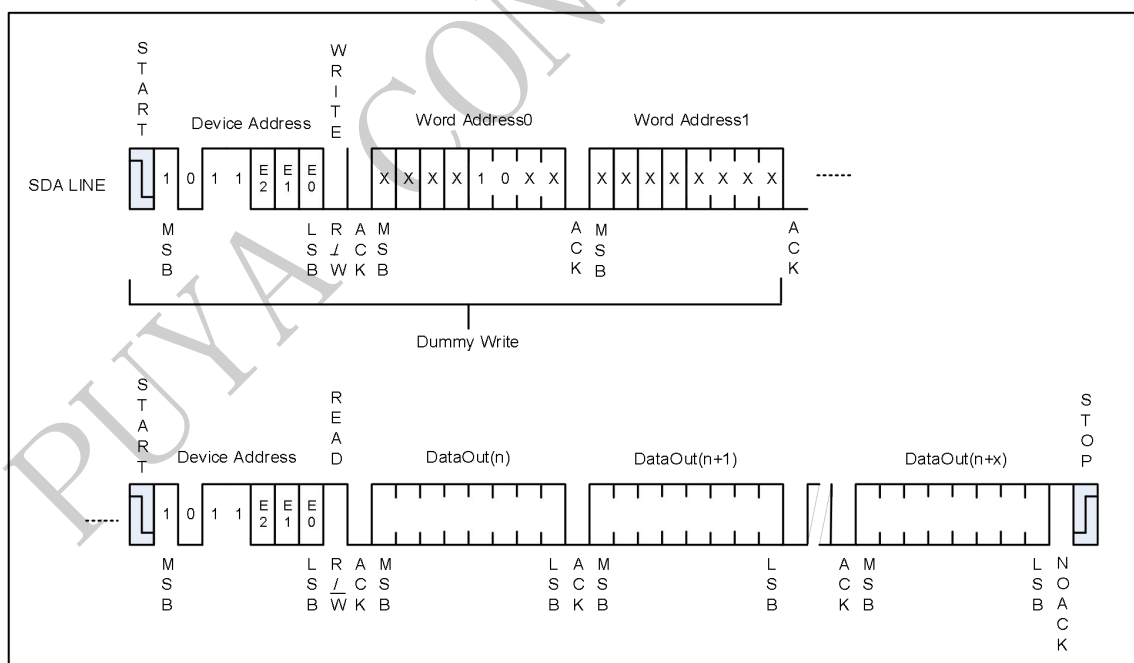 PUYA CON
START
WRITE
Device Address
Word Address0
Word Address1
SDA LINE
1 0 1 1 E2 E1 E0
X X X X 1 0 X X
X X X X X X X X
MSB
LSB
R/W
ACK
MSB
ACK
MSB
ACK
Dummy Write
START
READ
STOP
Device Address
DataOut(n)
DataOut(n+1)
DataOut(n+x)
1 0 1 1 E2 E1 E0
MSB
LSB
R/W
ACK
MSB
LSB
ACK
MSB
LSB
ACK
MSB
LSB
NOACK